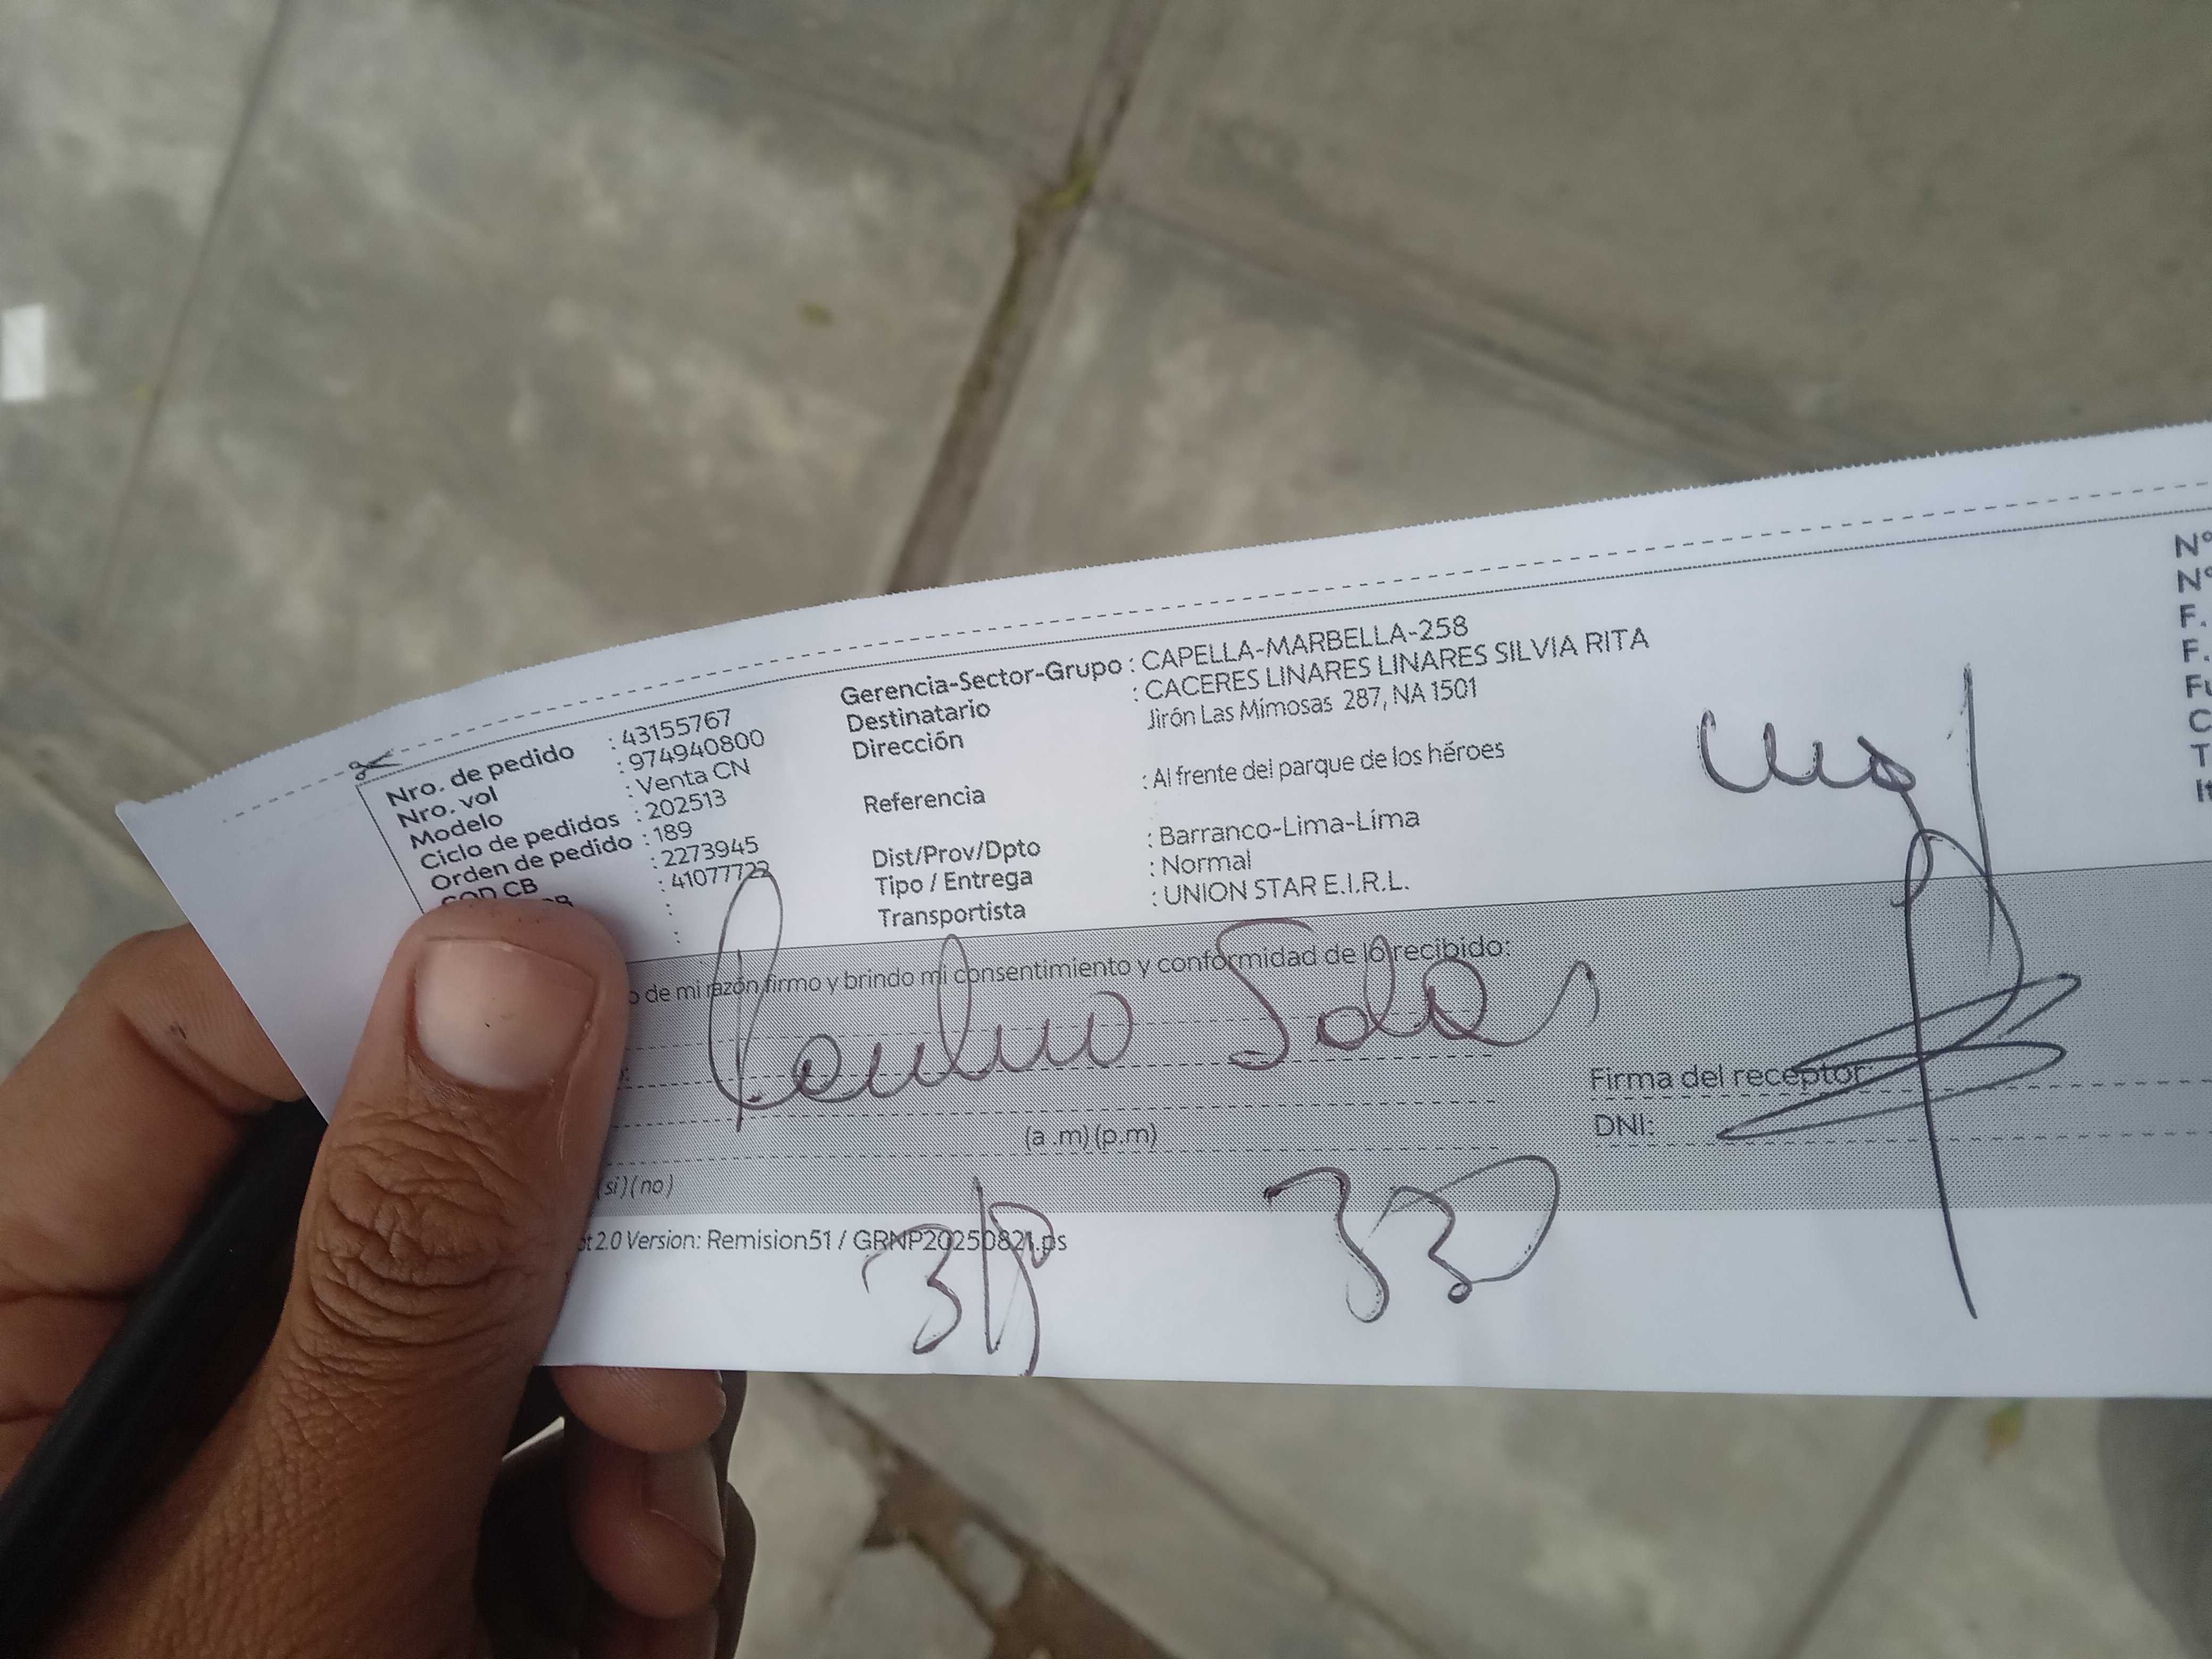 Nro. de pedido : 43155767
Nro. vol : 974940800
Modelo : Venta CN
Ciclo de pedidos : 202513
Orden de pedido : 189
COD CB : 2273945
: 41077722
:
:
Gerencia-Sector-Grupo : CAPELLA-MARBELLA-258
Destinatario : CACERES LINARES LINARES SILVIA RITA
Dirección Jirón Las Mimosas 287, NA 1501
Referencia : Al frente del parque de los héroes
Dist/Prov/Dpto : Barranco-Lima-Lima
Tipo / Entrega : Normal
Transportista : UNION STAR E.I.R.L.
N°
N°
F.
F.
de mi razón firmo y brindo mi consentimiento y conformidad de lo recibido:
Firma del receptor:
(a .m) (p.m)
DNI:
(si) (no)
2.0 Version: Remision51 / GRNP20250821.ps